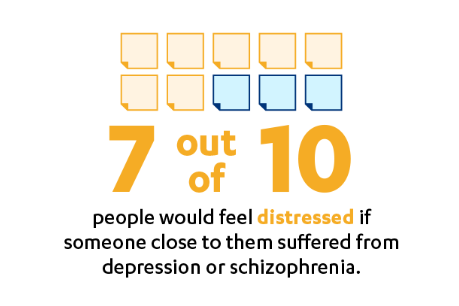 7 out of 10
people would feel distressed if
someone close to them suffered from
depression or schizophrenia.